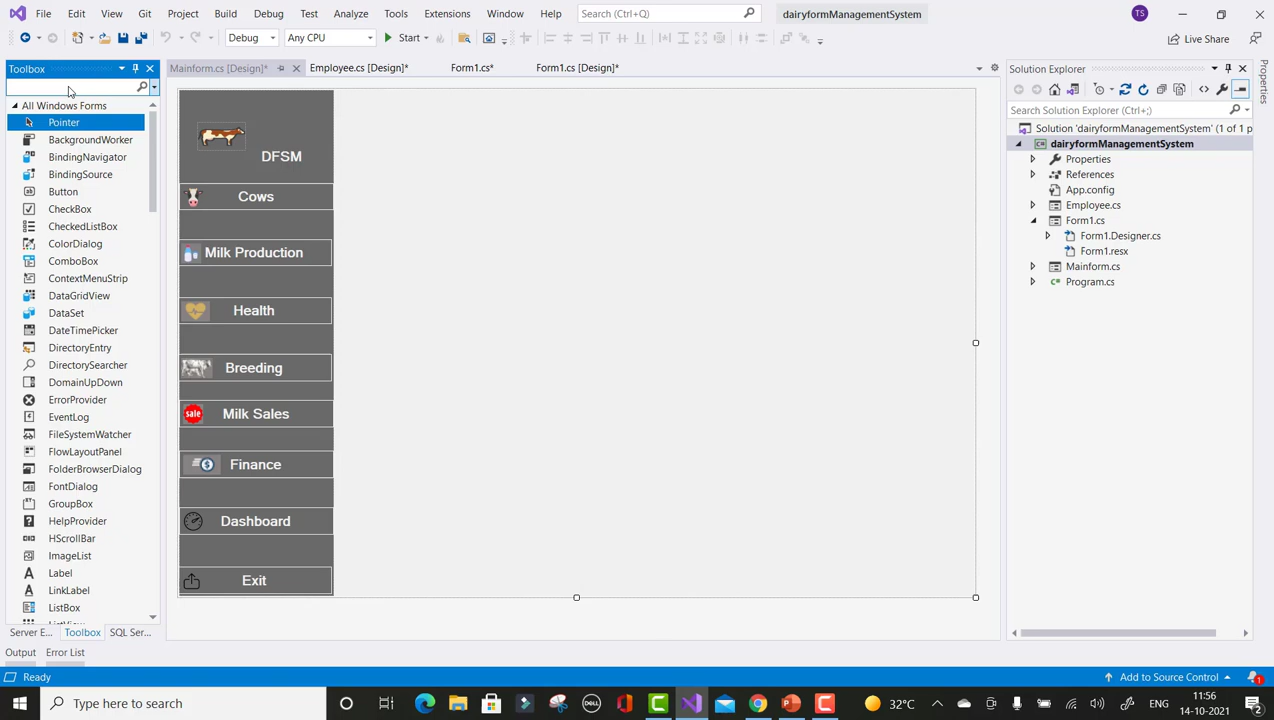 File Edit View Git Project Build Debug Test Analyze Tools Extensions Window Help Search (Ctrl+Q) dairyformManagementSystem TS
Debug Any CPU Start Live Share
Toolbox
Mainform.cs [Design]* Employee.cs [Design]* Form1.cs* Form1.cs [Design]*
Solution Explorer
Properties
All Windows Forms
Pointer
BackgroundWorker
BindingNavigator
BindingSource
Button
CheckBox
CheckedListBox
ColorDialog
ComboBox
ContextMenuStrip
DataGridView
DataSet
DateTimePicker
DirectoryEntry
DirectorySearcher
DomainUpDown
ErrorProvider
EventLog
FileSystemWatcher
FlowLayoutPanel
FolderBrowserDialog
FontDialog
GroupBox
HelpProvider
HScrollBar
ImageList
Label
LinkLabel
ListBox
Server E... Toolbox SQL Ser...
DFSM
Cows
Milk Production
Health
Breeding
sale Milk Sales
Finance
Dashboard
Exit
Search Solution Explorer (Ctrl+;)
Solution 'dairyformManagementSystem' (1 of 1 p
dairyformManagementSystem
Properties
References
App.config
Employee.cs
Form1.cs
Form1.Designer.cs
Form1.resx
Mainform.cs
Program.cs
Output Error List
Ready Add to Source Control 1
Type here to search DELL 32°C ENG 11:56
14-10-2021 2